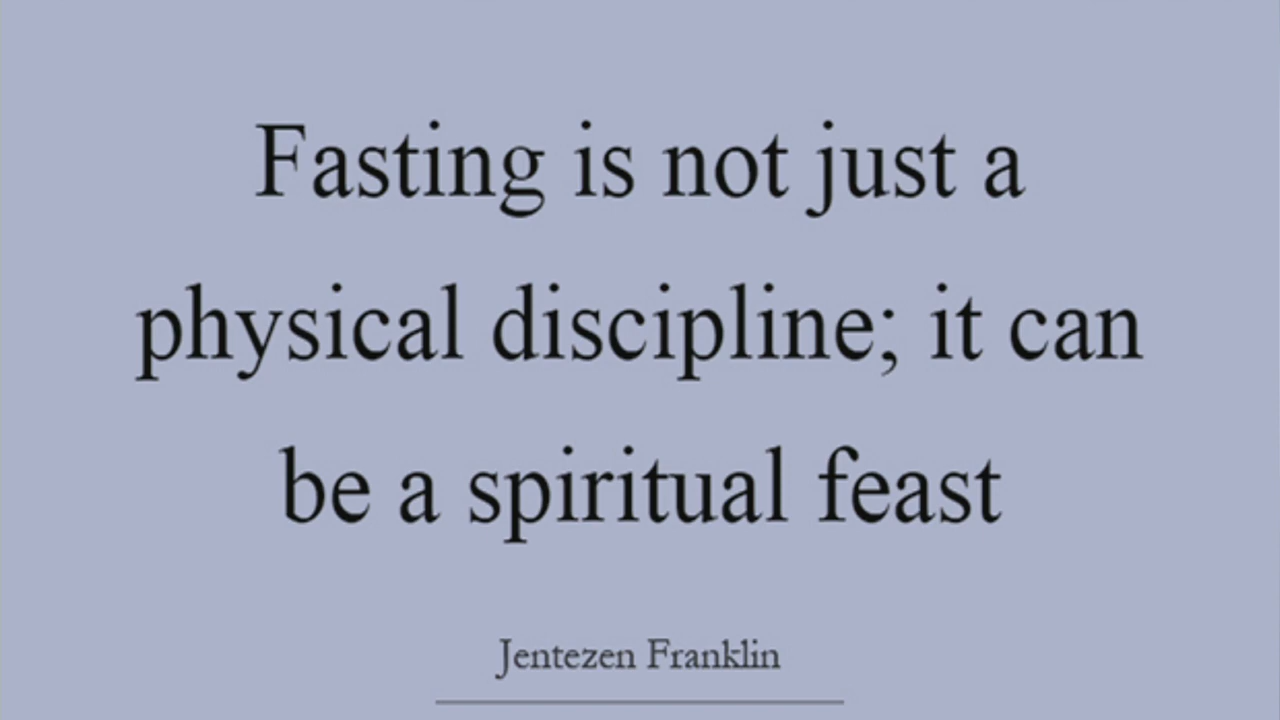 Fasting is not just a
physical discipline; it can
be a spiritual feast
Jentezen Franklin